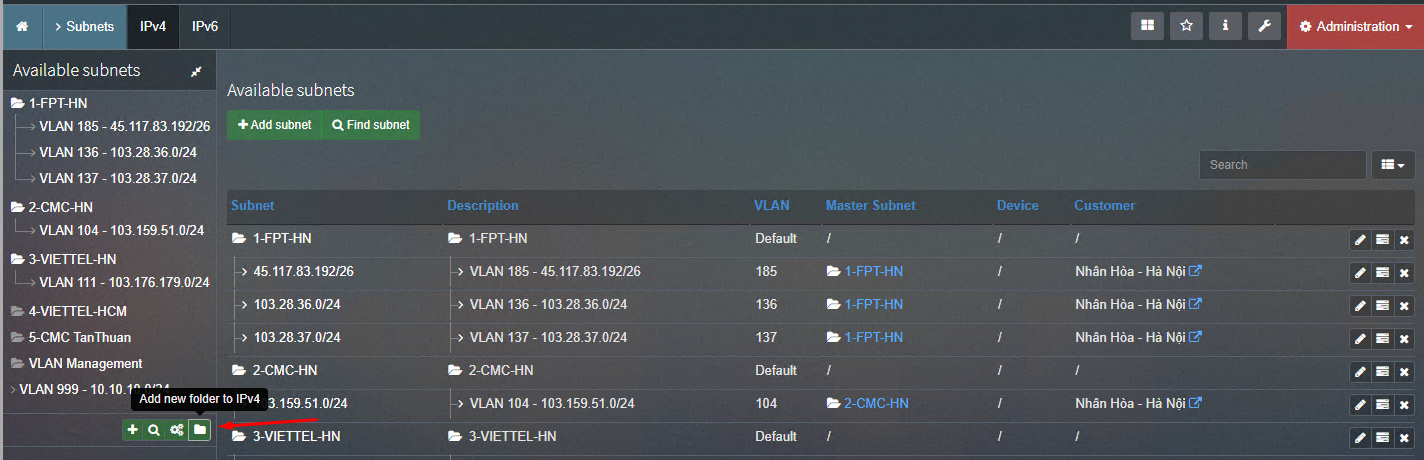 Subnets IPv4 IPv6 Administration
Available subnets
1-FPT-HN
VLAN 185 - 45.117.83.192/26
VLAN 136 - 103.28.36.0/24
VLAN 137 - 103.28.37.0/24
2-CMC-HN
VLAN 104 - 103.159.51.0/24
3-VIETTEL-HN
VLAN 111 - 103.176.179.0/24
4-VIETTEL-HCM
5-CMC TanThuan
VLAN Management
VLAN 999 - 10.10.10.0/24
Add new folder to IPv4
Available subnets
Add subnet Find subnet
Search
Subnet Description VLAN Master Subnet Device Customer
1-FPT-HN 1-FPT-HN Default / / /
45.117.83.192/26 VLAN 185 - 45.117.83.192/26 185 1-FPT-HN / Nhân Hòa - Hà Nội
103.28.36.0/24 VLAN 136 - 103.28.36.0/24 136 1-FPT-HN / Nhân Hòa - Hà Nội
103.28.37.0/24 VLAN 137 - 103.28.37.0/24 137 1-FPT-HN / Nhân Hòa - Hà Nội
2-CMC-HN 2-CMC-HN Default / / /
3.159.51.0/24 VLAN 104 - 103.159.51.0/24 104 2-CMC-HN / Nhân Hòa - Hà Nội
3-VIETTEL-HN 3-VIETTEL-HN Default / / /